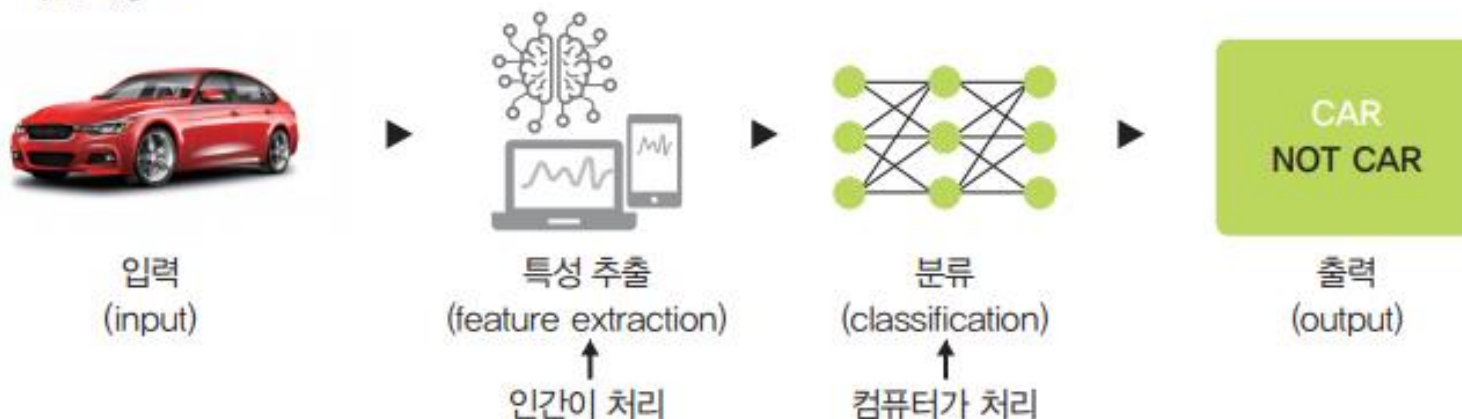 CAR
NOT CAR
입력
(input)
특성 추출
(feature extraction)
인간이 처리
분류
(classification)
컴퓨터가 처리
출력
(output)